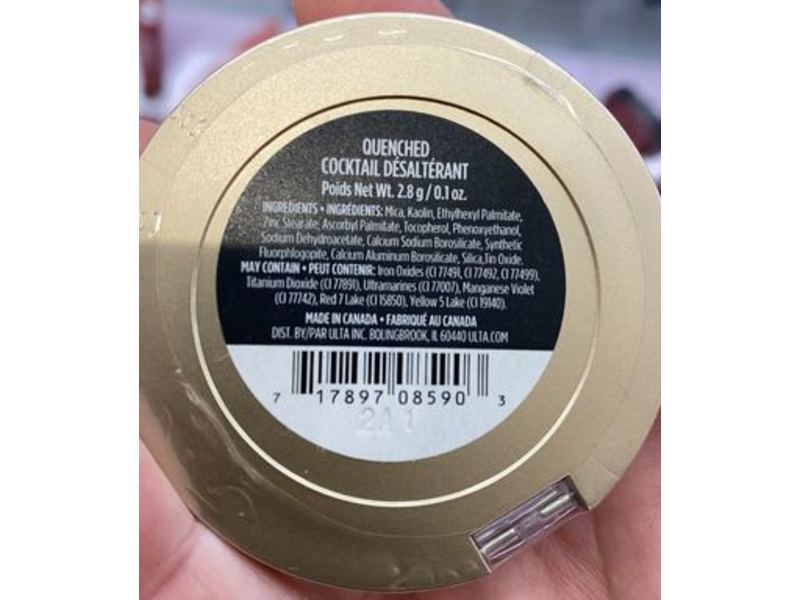 QUENCHED
COCKTAIL DÉSALTÉRANT
Poids Net Wt. 2.8 g / 0.1 oz.
INGREDIENTS • INGRÉDIENTS: Mica, Kaolin, Ethylhexyl Palmitate,
Zinc Stearate, Ascorbyl Palmitate, Tocopherol, Phenoxyethanol,
Sodium Dehydroacetate, Calcium Sodium Borosilicate, Synthetic
Fluorphlogopite, Calcium Aluminum Borosilicate, Silica,Tin Oxide.
MAY CONTAIN • PEUT CONTENIR: Iron Oxides (CI 77491, CI 77492, CI 77499),
Titanium Dioxide (CI 77891), Ultramarines (CI 77007), Manganese Violet
(CI 77742), Red 7 Lake (CI 15850), Yellow 5 Lake (CI 19140).
MADE IN CANADA • FABRIQUÉ AU CANADA
DIST. BY/PAR ULTA INC. BOLINGBROOK, IL 60440 ULTA.COM
7 17897 08590 3
2A1